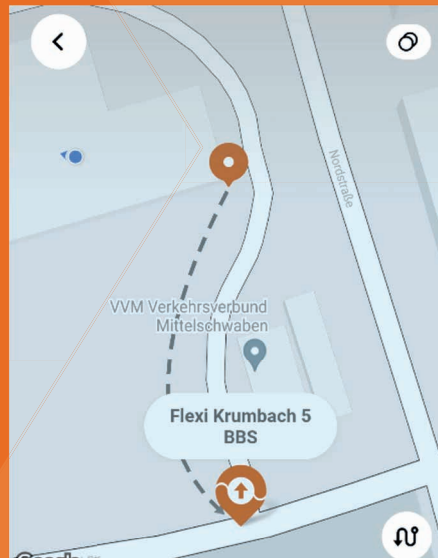 Nordstraße
VVM Verkehrsverbund
Mittelschwaben
Flexi Krumbach 5
BBS